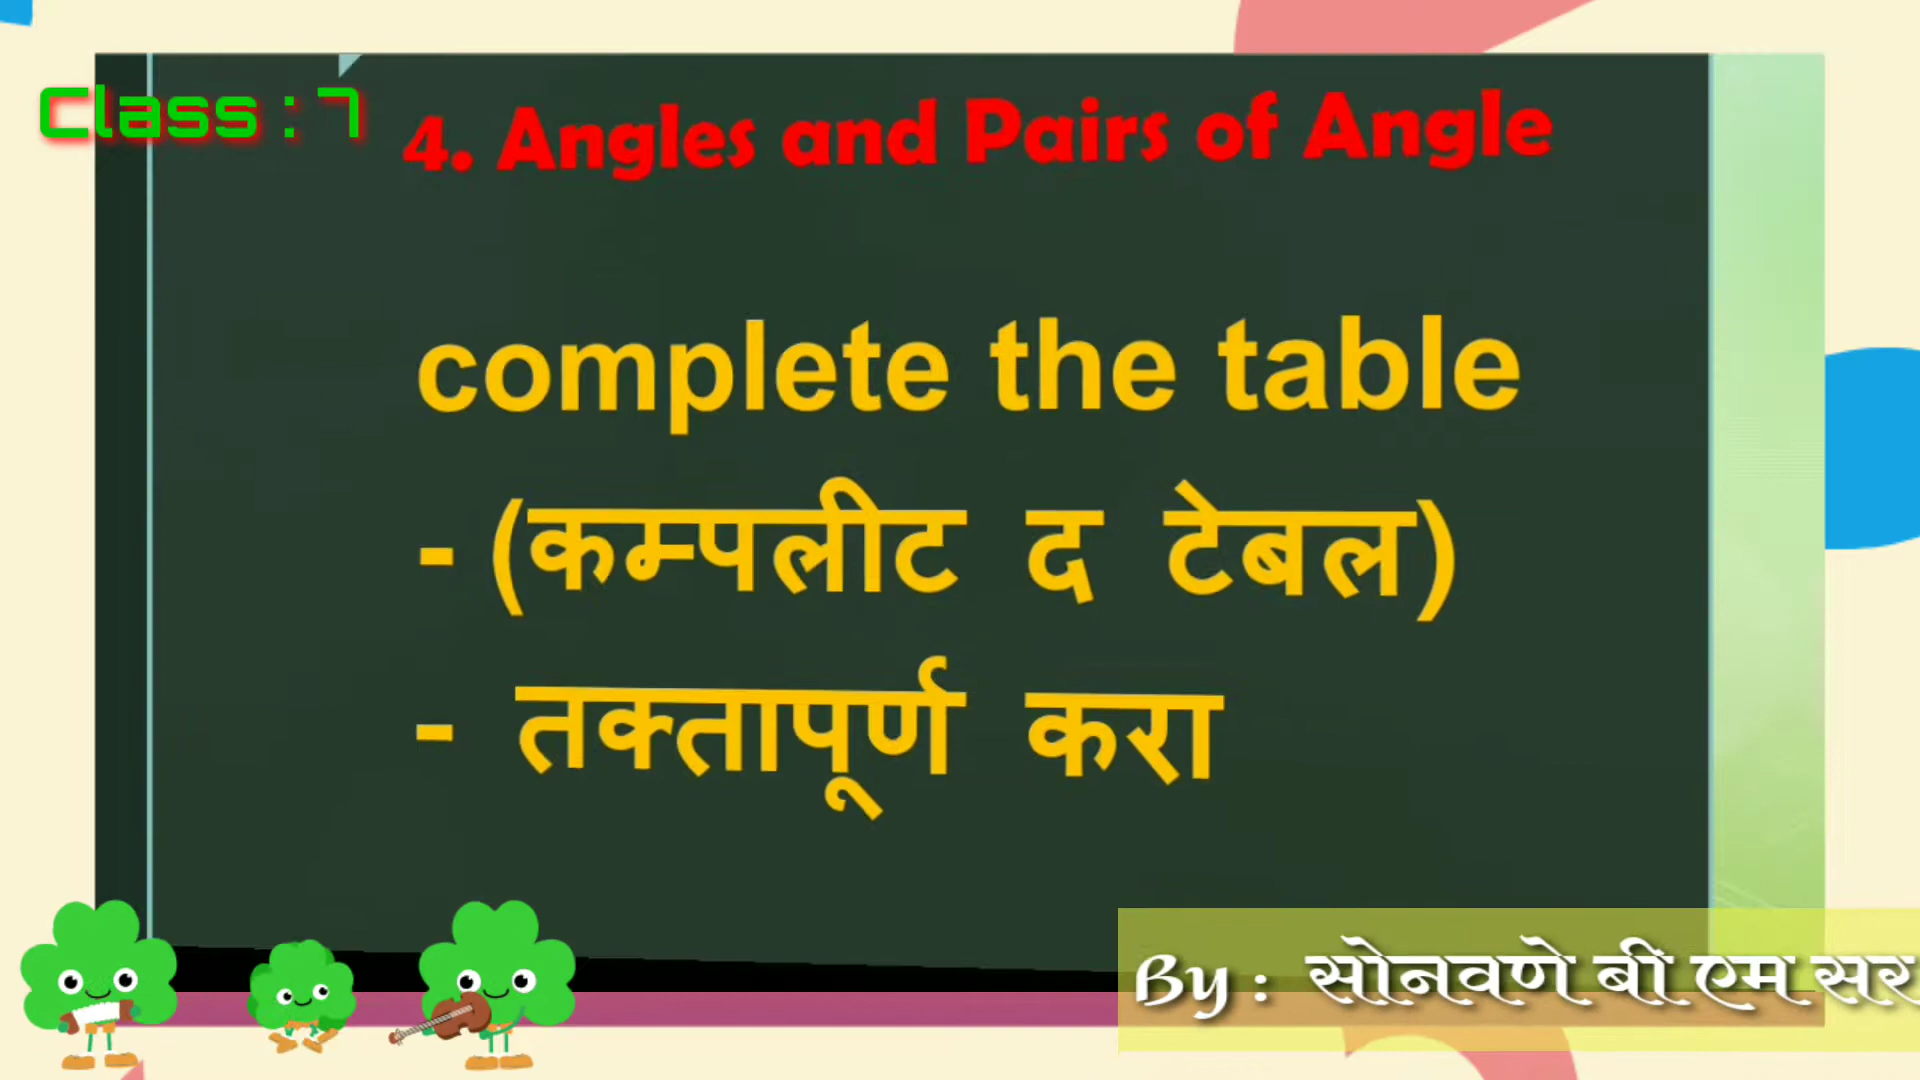 Class : 7
4. Angles and Pairs of Angle
complete the table
- (कम्पलीट द टेबल)
- तक्तापूर्ण करा
By : सोनवणे बी एम सर